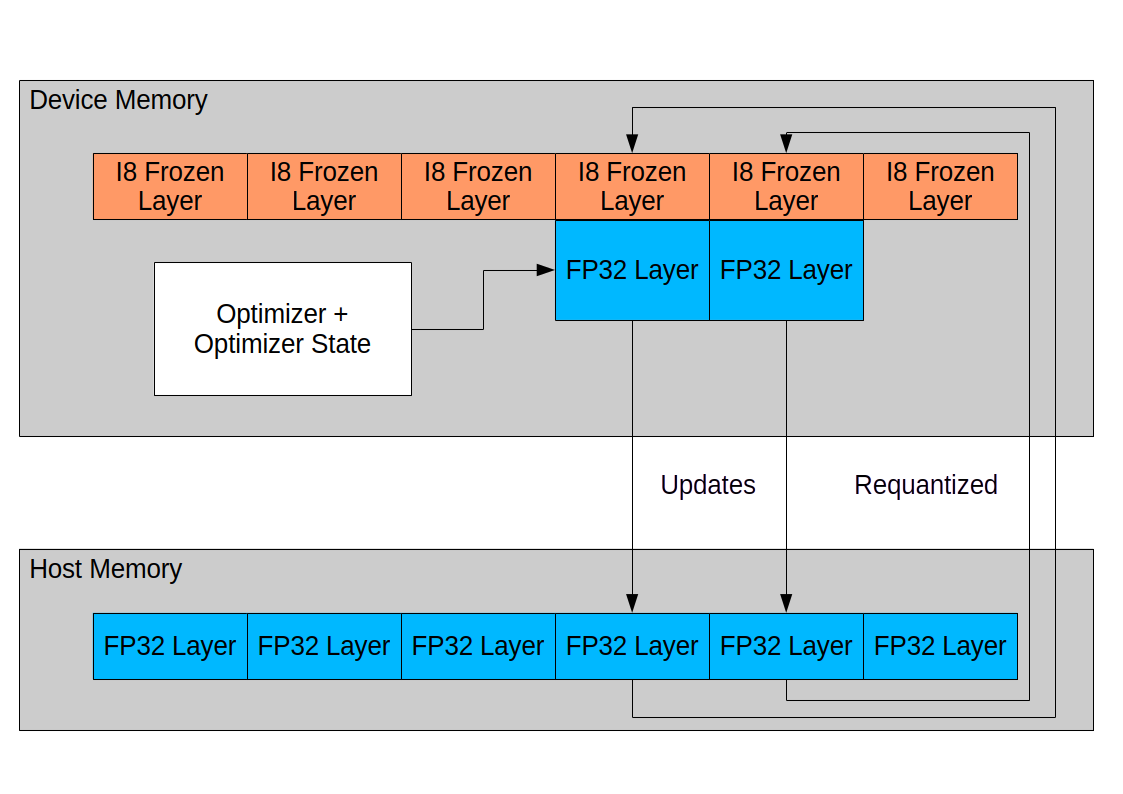 Device Memory
I8 Frozen
Layer
I8 Frozen
Layer
I8 Frozen
Layer
I8 Frozen
Layer
I8 Frozen
Layer
I8 Frozen
Layer
FP32 Layer
FP32 Layer
Optimizer +
Optimizer State
Updates
Requantized
Host Memory
FP32 Layer
FP32 Layer
FP32 Layer
FP32 Layer
FP32 Layer
FP32 Layer